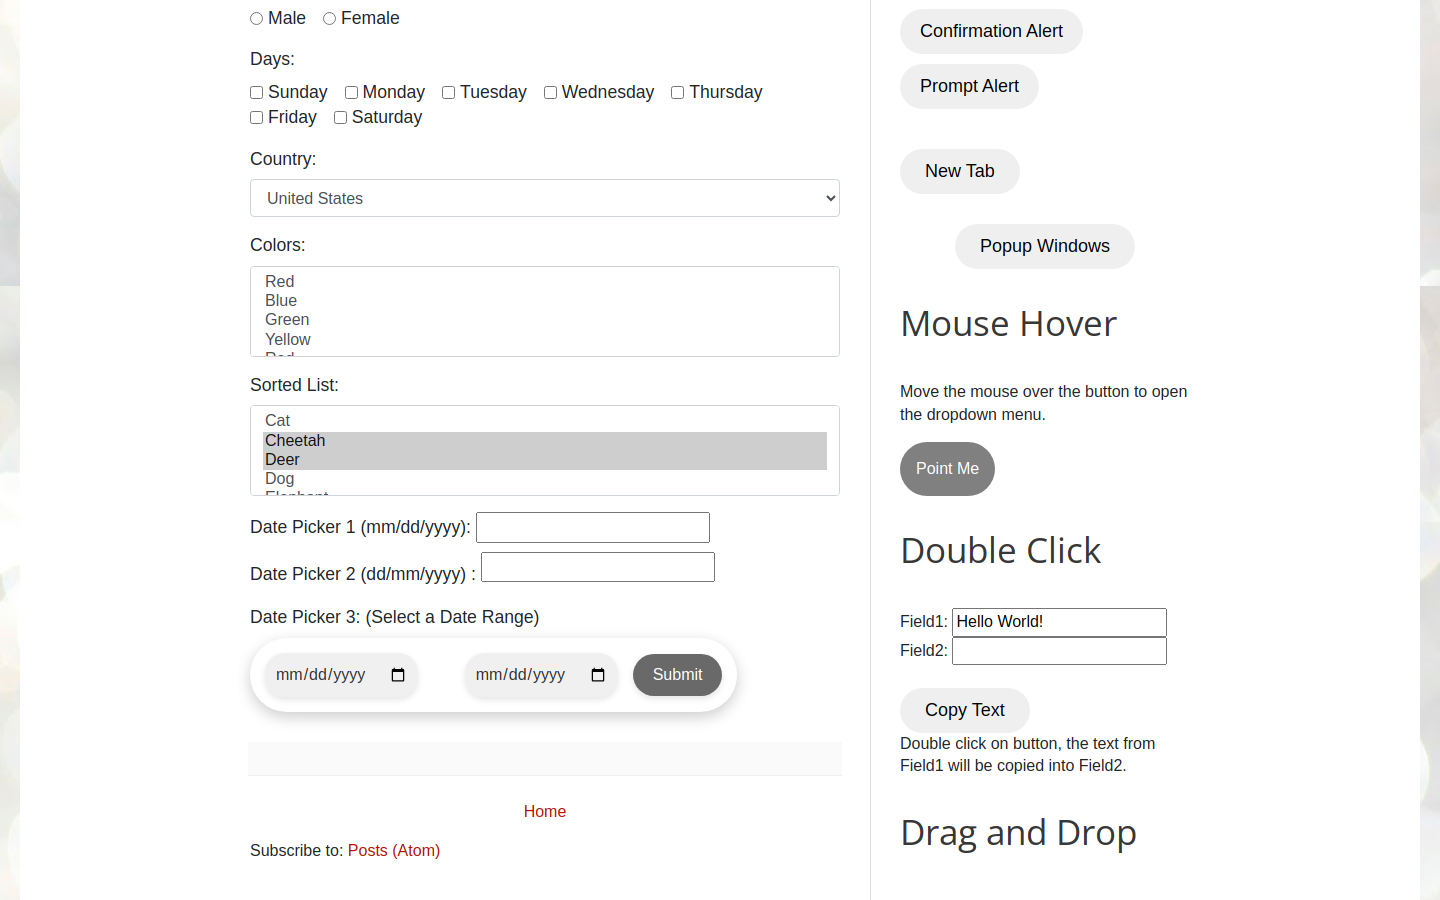 Male Female
Days:
Sunday Monday Tuesday Wednesday Thursday
Friday Saturday
Country:
United States
Colors:
Red
Blue
Green
Yellow
Red
Sorted List:
Cat
Cheetah
Deer
Dog
Elephant
Date Picker 1 (mm/dd/yyyy):
Date Picker 2 (dd/mm/yyyy) :
Date Picker 3: (Select a Date Range)
mm/dd/yyyy mm/dd/yyyy Submit
Home
Subscribe to: Posts (Atom)
Confirmation Alert
Prompt Alert
New Tab
Popup Windows
Mouse Hover
Move the mouse over the button to open
the dropdown menu.
Point Me
Double Click
Field1: Hello World!
Field2:
Copy Text
Double click on button, the text from
Field1 will be copied into Field2.
Drag and Drop